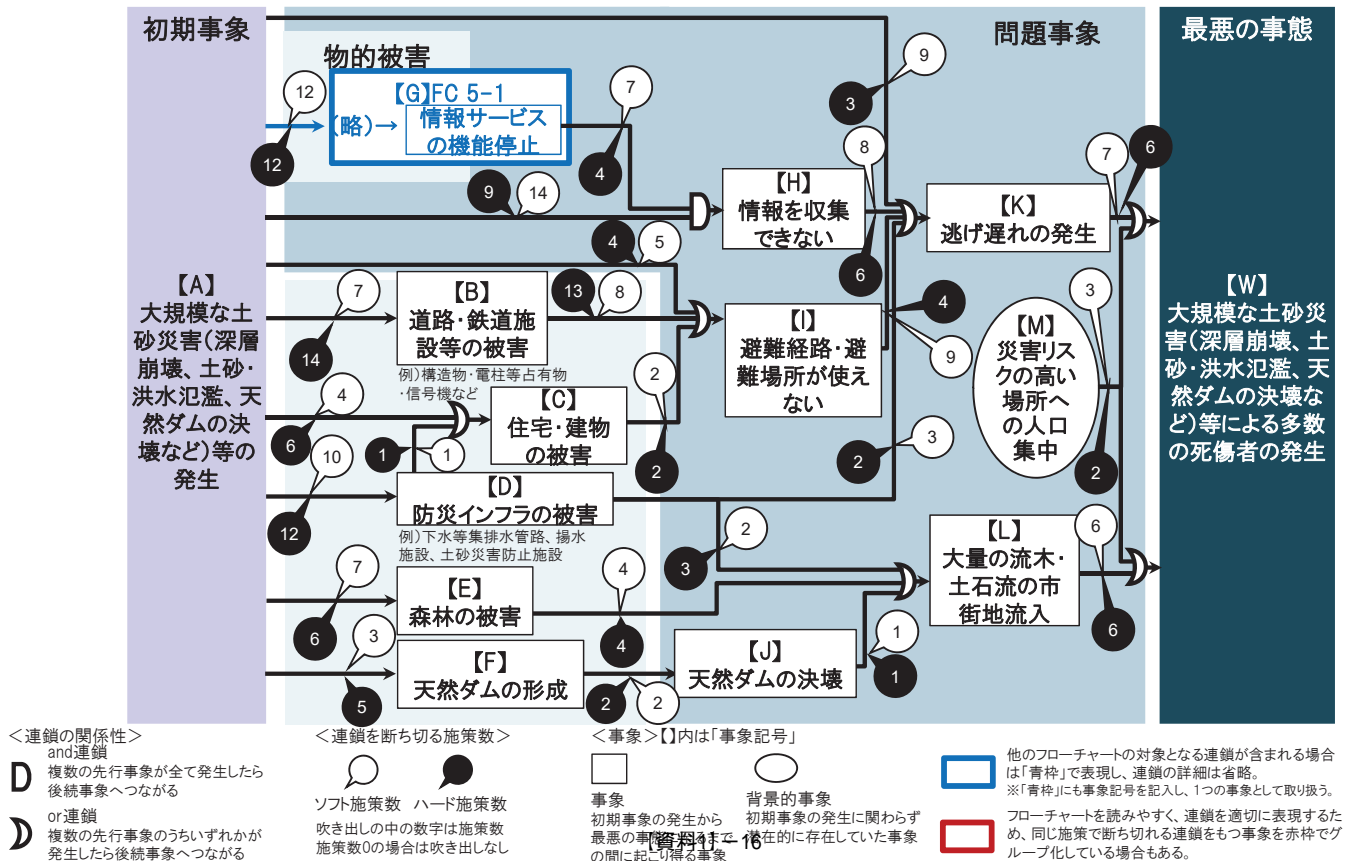 初期事象
物的被害
問題事象
最悪の事態
【A】
大規模な土
砂災害(深層
崩壊、土砂・
洪水氾濫、天
然ダムの決
壊など)等の
発生
12
12
(略)→
【G】FC 5-1
情報サービス
の機能停止
7
4
9
14
3
9
【H】
情報を収集
できない
8
6
【K】
逃げ遅れの発生
7
6
4
5
7
14
【B】
道路・鉄道施
設等の被害
例)構造物・電柱等占有物
・信号機など
13
8
【I】
避難経路・避
難場所が使え
ない
4
9
4
6
【C】
住宅・建物
の被害
2
2
1
1
10
12
【D】
防災インフラの被害
例)下水等集排水管路、揚水
施設、土砂災害防止施設
2
3
3
2
【M】
災害リス
クの高い
場所へ
の人口
集中
3
2
7
6
【E】
森林の被害
4
4
【L】
大量の流木・
土石流の市
街地流入
6
6
3
5
【F】
天然ダムの形成
2
2
【J】
天然ダムの決壊
1
1
【W】
大規模な土砂災
害(深層崩壊、土
砂・洪水氾濫、天
然ダムの決壊な
ど)等による多数
の死傷者の発生
<連鎖の関係性>
and連鎖
複数の先行事象が全て発生したら
後続事象へつながる
or連鎖
複数の先行事象のうちいずれかが
発生したら後続事象へつながる
<連鎖を断ち切る施策数>
ソフト施策数 ハード施策数
吹き出しの中の数字は施策数
施策数0の場合は吹き出しなし
<事象>【】内は「事象記号」
事象
初期事象の発生から
最悪の事態に至るまで
の間に起こり得る事象
背景的事象
初期事象の発生に関わらず
潜在的に存在していた事象
【資料1】-16
他のフローチャートの対象となる連鎖が含まれる場合
は「青枠」で表現し、連鎖の詳細は省略。
※「青枠」にも事象記号を記入し、1つの事象として取り扱う。
フローチャートを読みやすく、連鎖を適切に表現するた
め、同じ施策で断ち切れる連鎖をもつ事象を赤枠でグ
ループ化している場合もある。